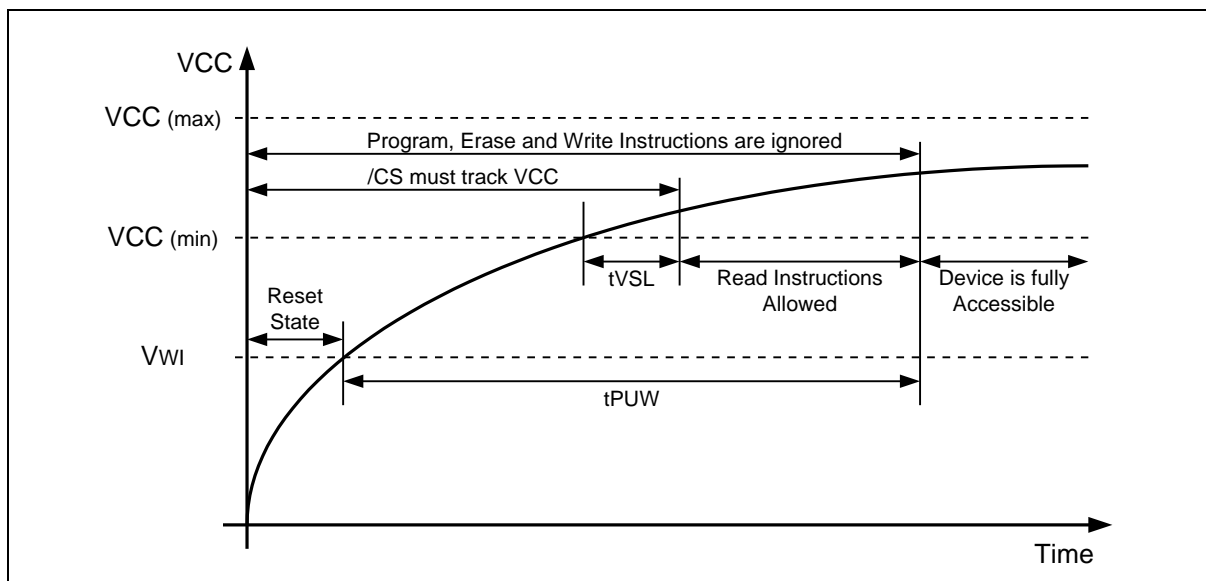 VCC
VCC (max)
Program, Erase and Write Instructions are ignored
/CS must track VCC
VCC (min)
tVSL
Read Instructions
Allowed
Device is fully
Accessible
Reset
State
VWI
tPUW
Time